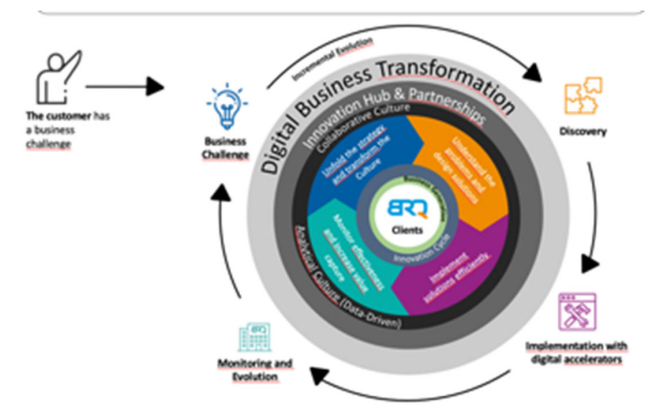 The customer has
a business
challenge
Business
Challenge
Incremental Evolution
Discovery
Implementation with
digital accelerators
Monitoring and
Evolution
Digital Business Transformation
Innovation Hub & Partnerships
Collaborative Culture
Analytical Culture (Data-Driven)
Unfold the strategy
and transform the
Culture
Understand the
problems and
design solutions
Implement
solutions efficiently
Monitor effectiveness
and increase value
capture
Business
Innovation Cycle
BRQ
Clients
BRQ